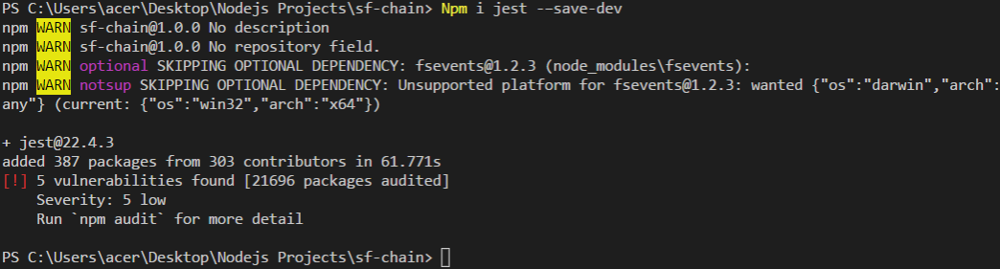 PS C:\Users\acer\Desktop\Nodejs Projects\sf-chain> Npm i jest --save-dev
npm WARN sf-chain@1.0.0 No description
npm WARN sf-chain@1.0.0 No repository field.
npm WARN optional SKIPPING OPTIONAL DEPENDENCY: fsevents@1.2.3 (node_modules\fsevents):
npm WARN notsup SKIPPING OPTIONAL DEPENDENCY: Unsupported platform for fsevents@1.2.3: wanted {"os":"darwin","arch":
any"} (current: {"os":"win32","arch":"x64"})
+ jest@22.4.3
added 387 packages from 303 contributors in 61.771s
[!] 5 vulnerabilities found [21696 packages audited]
Severity: 5 low
Run `npm audit` for more detail
PS C:\Users\acer\Desktop\Nodejs Projects\sf-chain>